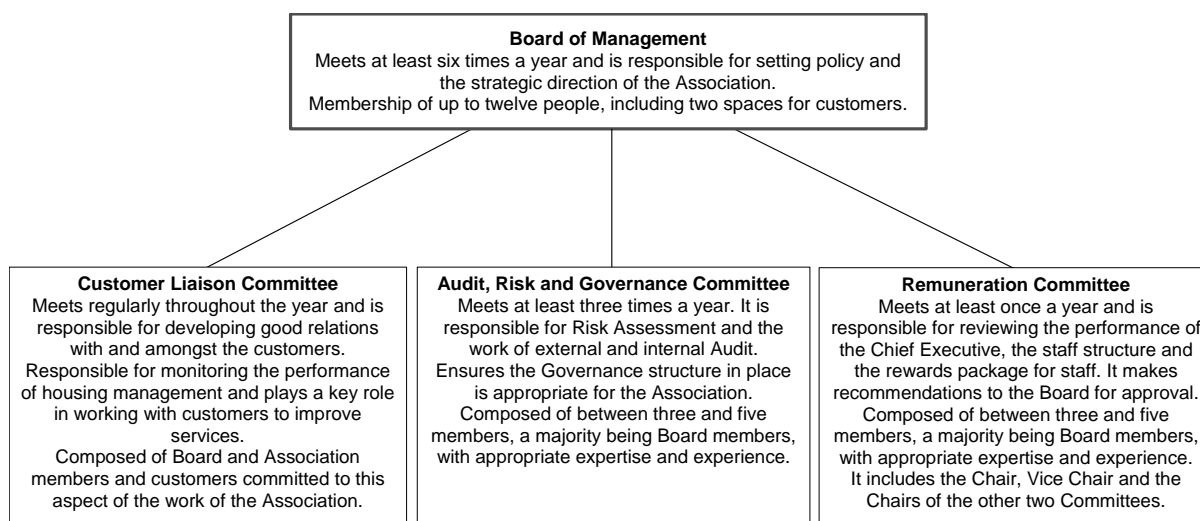 Board of Management
Meets at least six times a year and is responsible for setting policy and
the strategic direction of the Association.
Membership of up to twelve people, including two spaces for customers.
Customer Liaison Committee
Meets regularly throughout the year and is
responsible for developing good relations
with and amongst the customers.
Responsible for monitoring the performance
of housing management and plays a key role
in working with customers to improve
services.
Composed of Board and Association
members and customers committed to this
aspect of the work of the Association.
Audit, Risk and Governance Committee
Meets at least three times a year. It is
responsible for Risk Assessment and the
work of external and internal Audit.
Ensures the Governance structure in place
is appropriate for the Association.
Composed of between three and five
members, a majority being Board members,
with appropriate expertise and experience.
Remuneration Committee
Meets at least once a year and is
responsible for reviewing the performance of
the Chief Executive, the staff structure and
the rewards package for staff. It makes
recommendations to the Board for approval.
Composed of between three and five
members, a majority being Board members,
with appropriate expertise and experience.
It includes the Chair, Vice Chair and the
Chairs of the other two Committees.